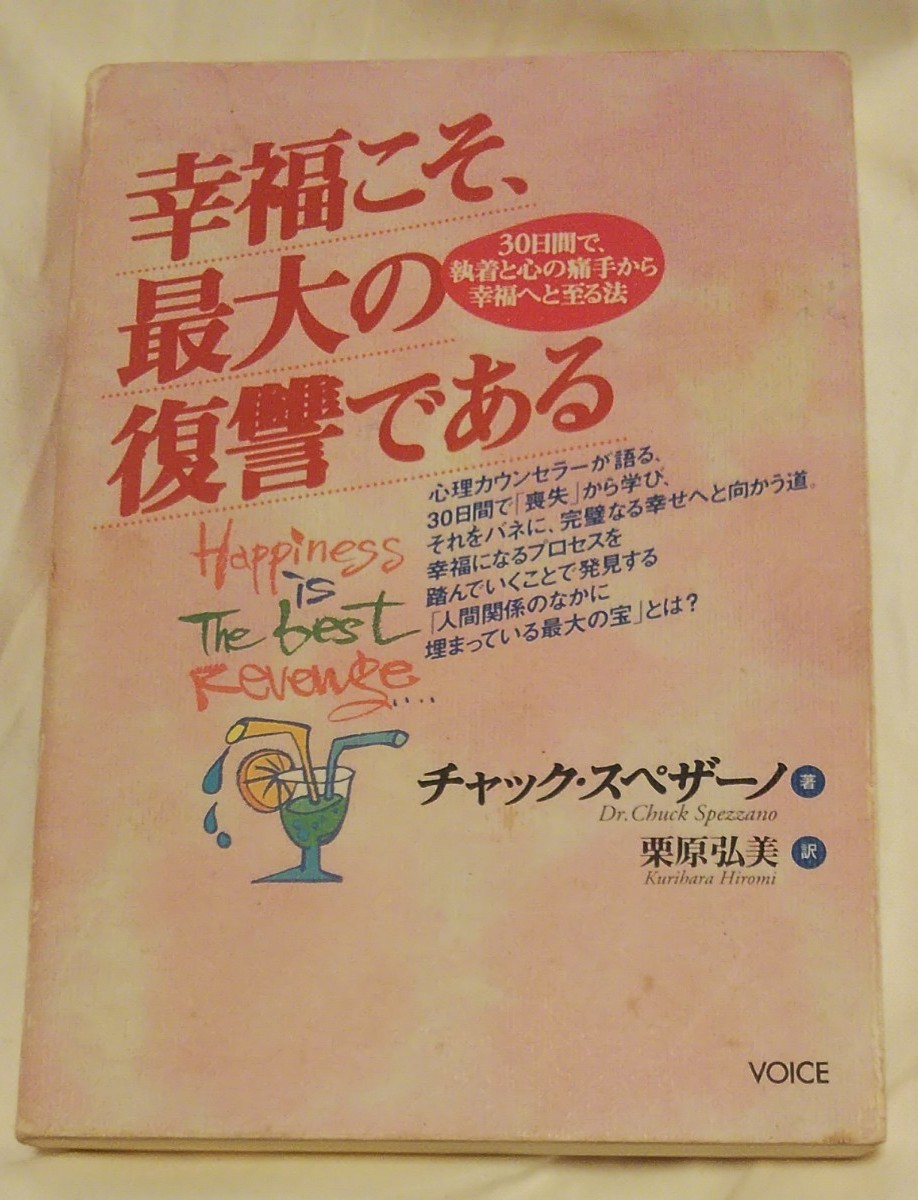 幸福こそ、
最大の
復讐である
30日間で、
執着と心の痛手から
幸福へと至る法
心理カウンセラーが語る、
30日間で「喪失」から学び、
それをバネに、完璧なる幸せへと向かう道。
幸福になるプロセスを
踏んでいくことで発見する
「人間関係のなかに
埋まっている最大の宝」とは?
Happiness
is
The best
Revenge....
チャック・スペザーノ 著
Dr. Chuck Spezzano
栗原弘美 訳
Kurihara Hiromi
VOICE